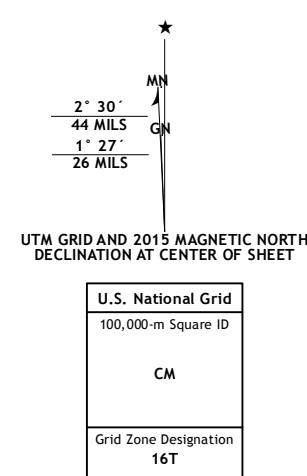 MN
2° 30´
44 MILS
GN
1° 27´
26 MILS
UTM GRID AND 2015 MAGNETIC NORTH
DECLINATION AT CENTER OF SHEET
U.S. National Grid
100,000-m Square ID
CM
Grid Zone Designation
16T